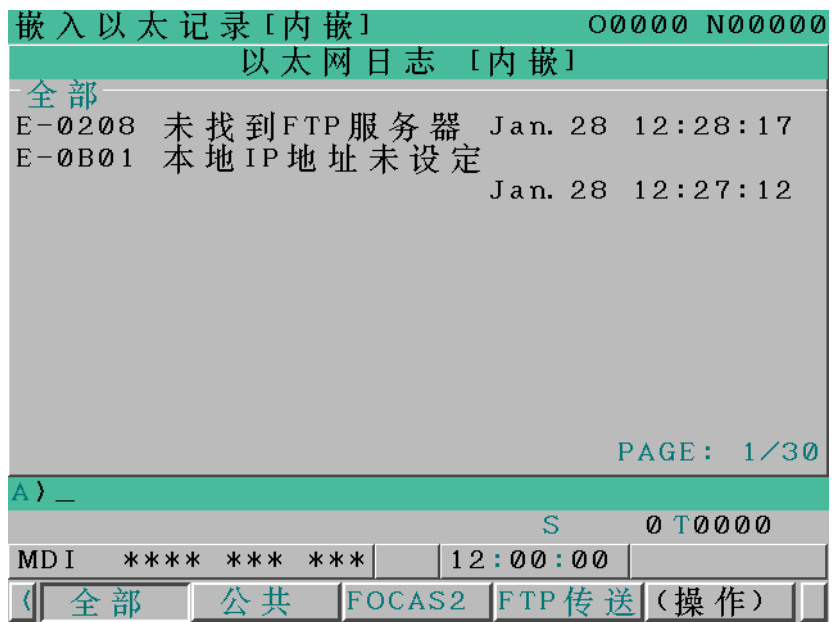 嵌入以太记录[内嵌] O0000 N00000
以太网日志 [内嵌]
全部
E-0208 未找到FTP服务器 Jan. 28 12:28:17
E-0B01 本地IP地址未设定
Jan. 28 12:27:12
PAGE: 1/30
A)_
S 0 T0000
MDI **** *** *** 12:00:00
( 全部 公共 FOCAS2 FTP传送 (操作)